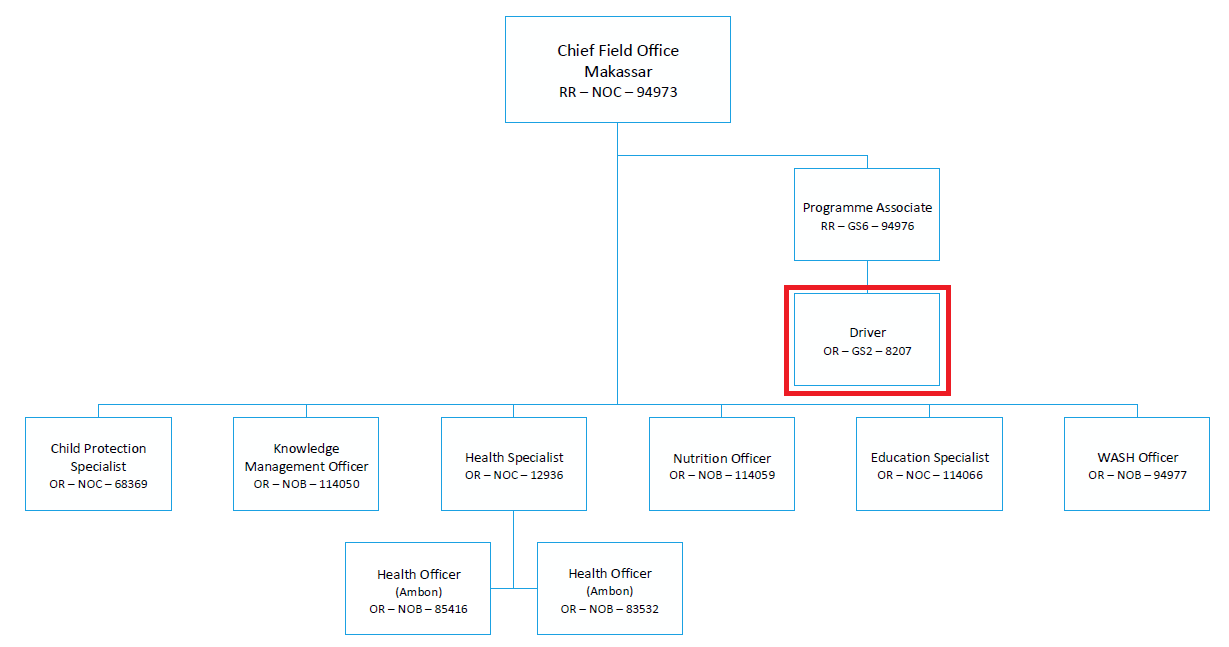 Chief Field Office
Makassar
RR – NOC – 94973
Programme Associate
RR – GS6 – 94976
Driver
OR – GS2 – 8207
Child Protection
Specialist
OR – NOC – 68369
Knowledge
Management Officer
OR – NOB – 114050
Health Specialist
OR – NOC – 12936
Nutrition Officer
OR – NOB – 114059
Education Specialist
OR – NOC – 114066
WASH Officer
OR – NOB – 94977
Health Officer
(Ambon)
OR – NOB – 85416
Health Officer
(Ambon)
OR – NOB – 83532